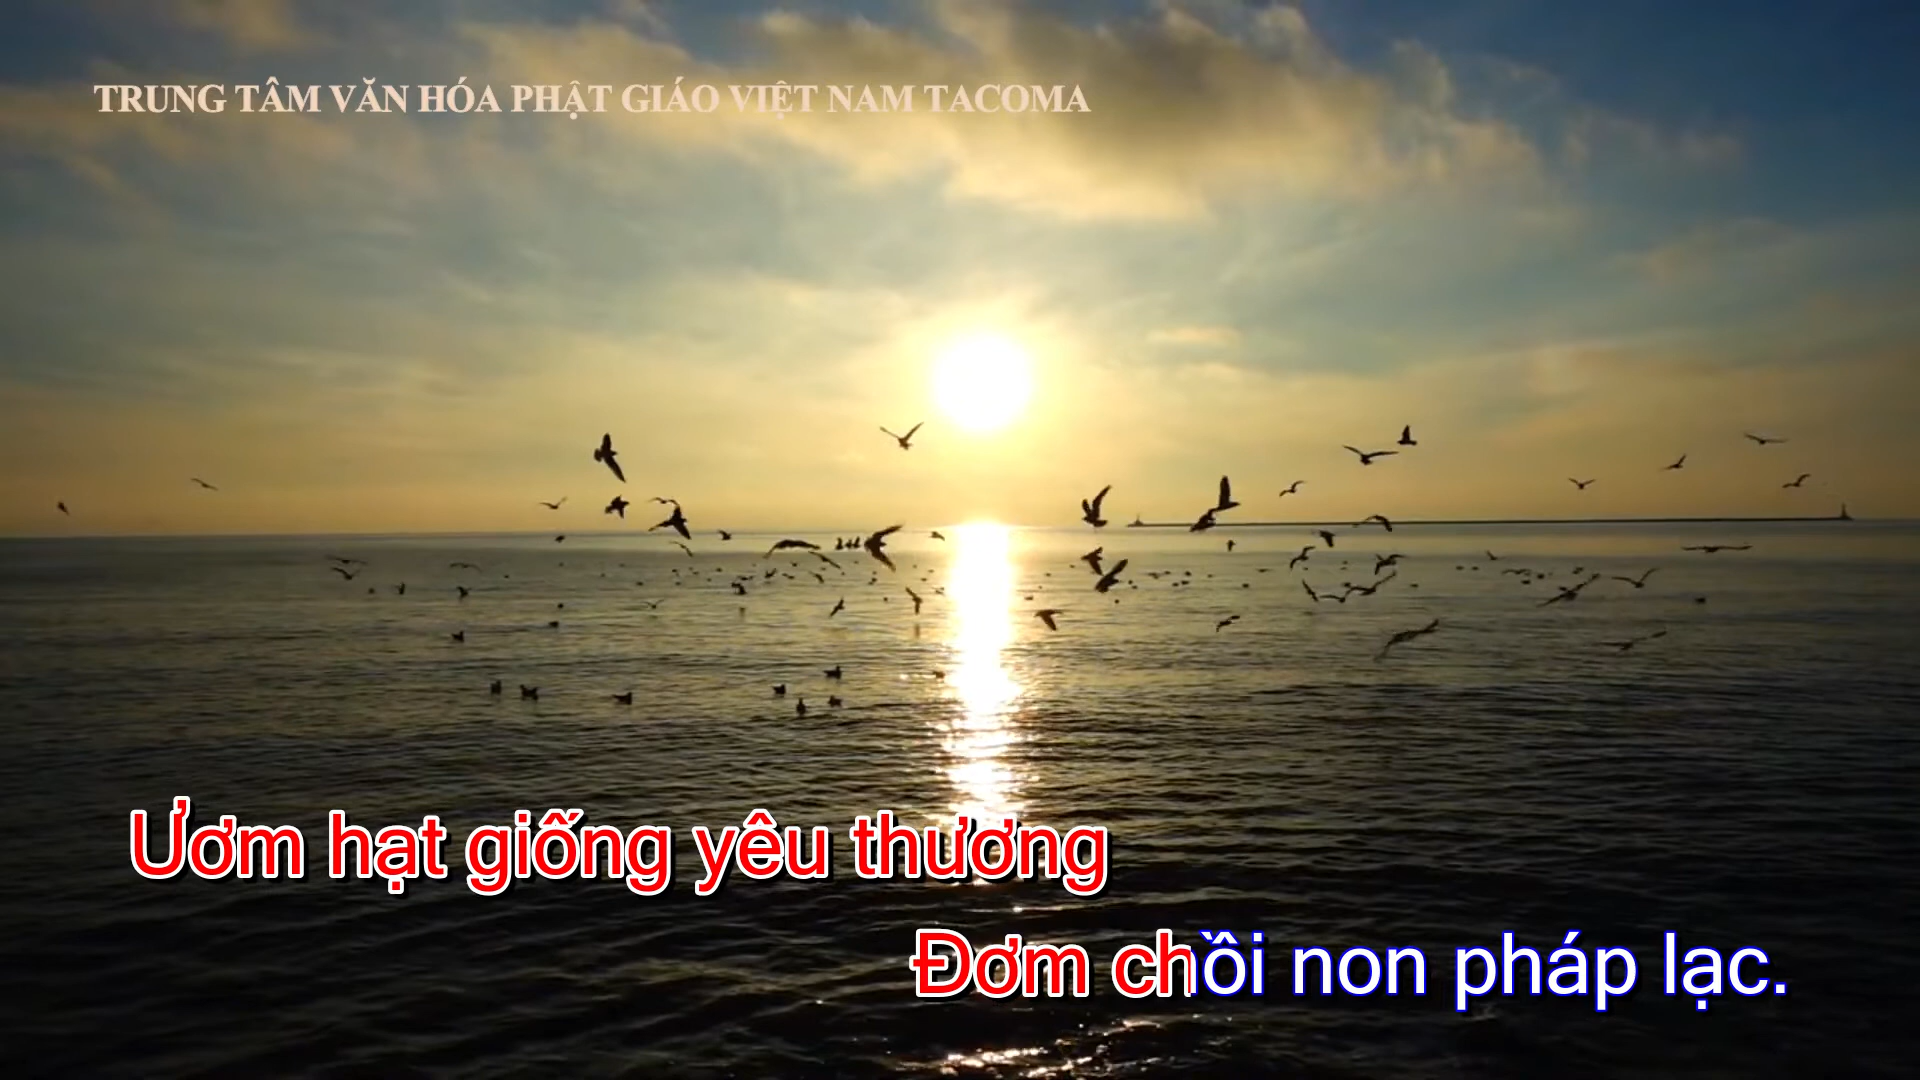 TRUNG TÂM VĂN HÓA PHẬT GIÁO VIỆT NAM TACOMA
Ươm hạt giống yêu thương
Đơm chồi non pháp lạc.